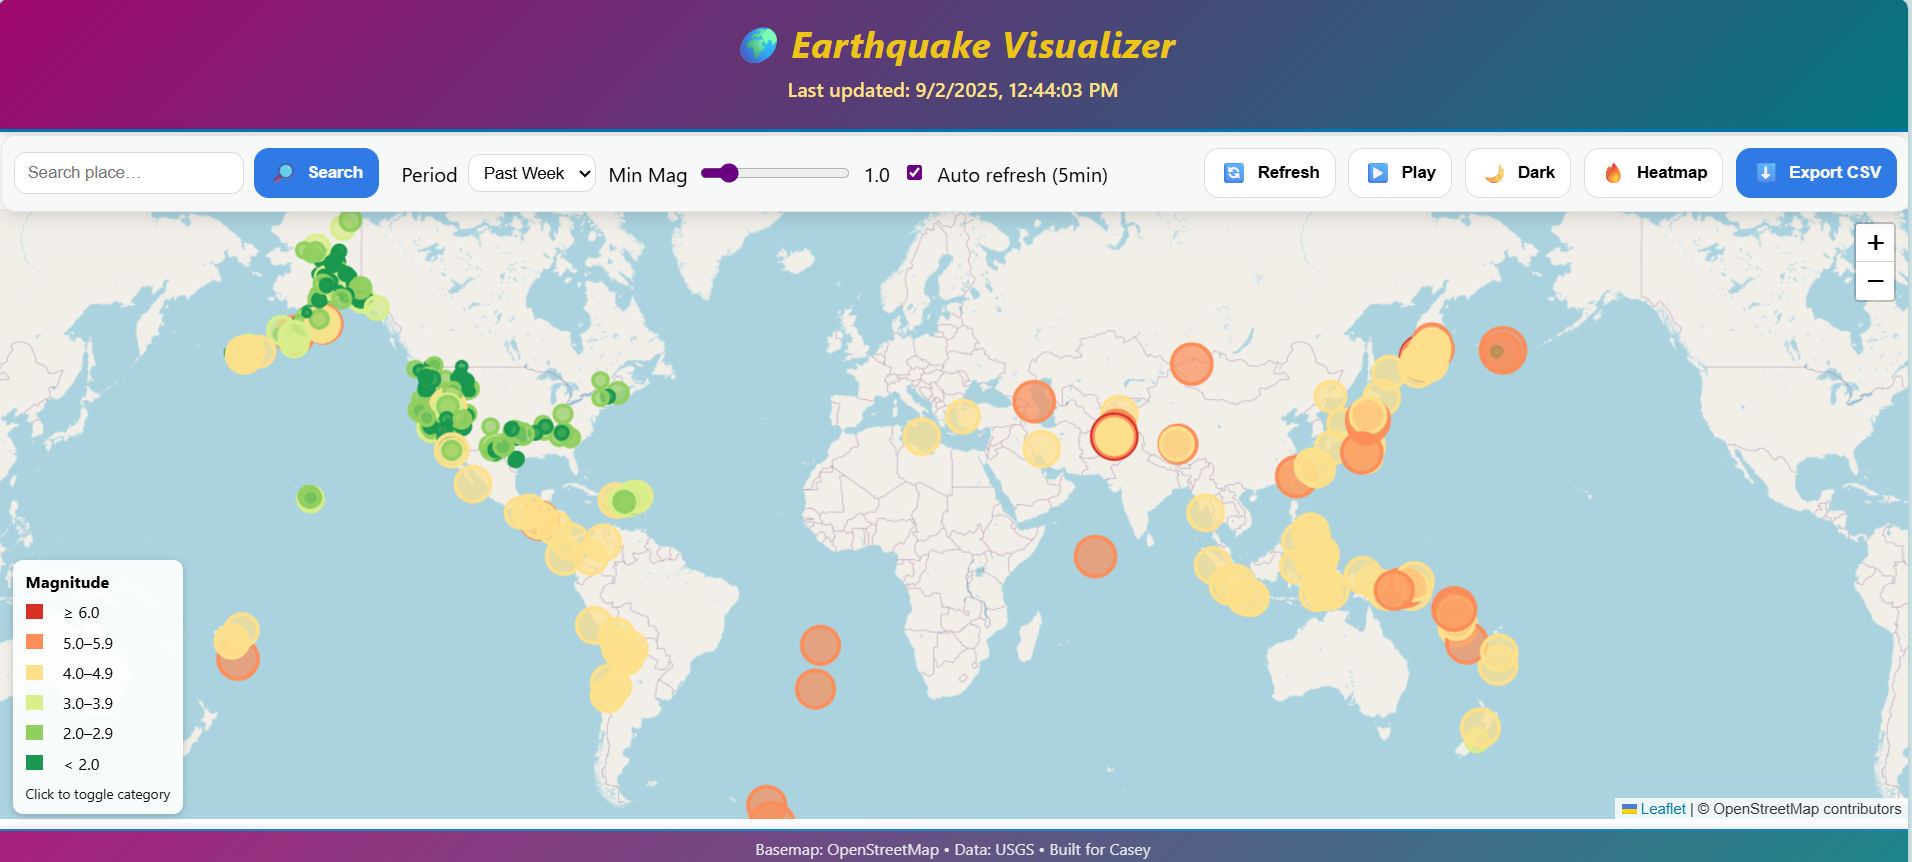 Earthquake Visualizer
Last updated: 9/2/2025, 12:44:03 PM
Search place... Search Period Past Week Min Mag 1.0 Auto refresh (5min) Refresh Play Dark Heatmap Export CSV
+
−
Magnitude
≥ 6.0
5.0–5.9
4.0–4.9
3.0–3.9
2.0–2.9
< 2.0
Click to toggle category
Leaflet | © OpenStreetMap contributors
Basemap: OpenStreetMap • Data: USGS • Built for Casey